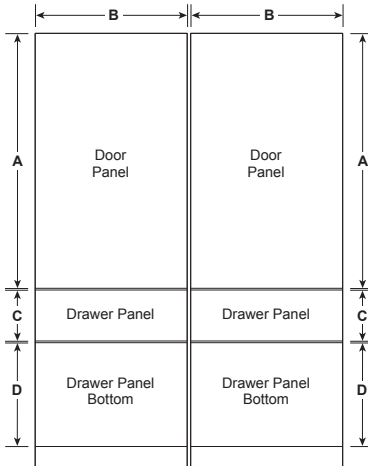 B B
Door
Panel
Door
Panel
A A
Drawer Panel Drawer Panel
C C
Drawer Panel
Bottom
Drawer Panel
Bottom
D D